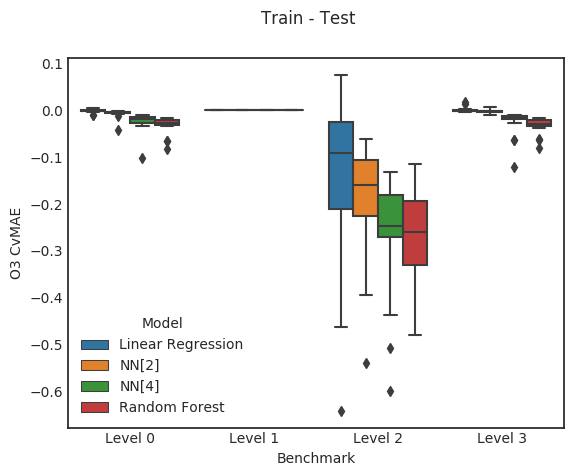 Train - Test
0.1
0.0
−0.1
−0.2
−0.3
−0.4
−0.5
−0.6
O3 CvMAE
Model
Linear Regression
NN[2]
NN[4]
Random Forest
Level 0
Level 1
Level 2
Level 3
Benchmark